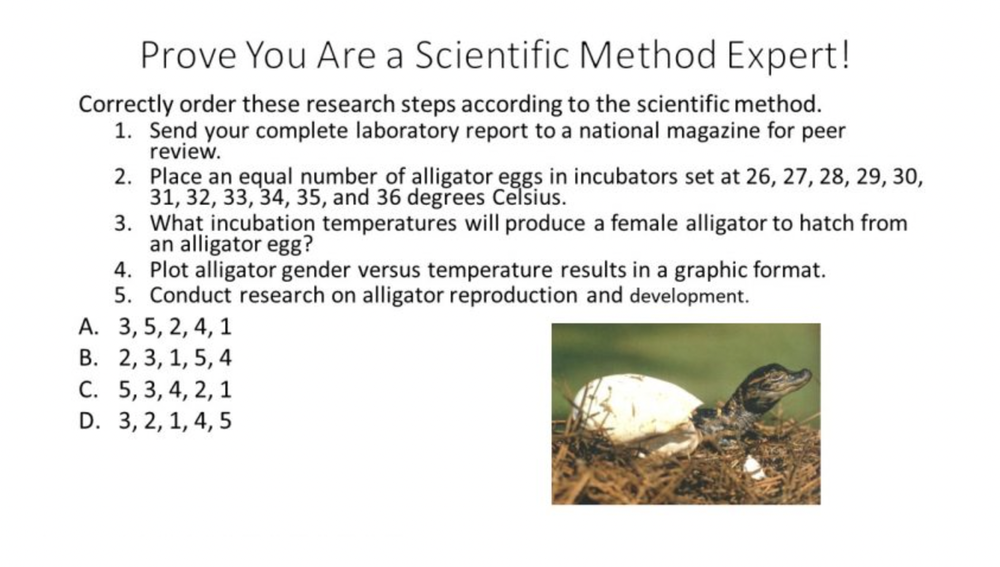 Prove You Are a Scientific Method Expert!
Correctly order these research steps according to the scientific method.
1. Send your complete laboratory report to a national magazine for peer
review.
2. Place an equal number of alligator eggs in incubators set at 26, 27, 28, 29, 30,
31, 32, 33, 34, 35, and 36 degrees Celsius.
3. What incubation temperatures will produce a female alligator to hatch from
an alligator egg?
4. Plot alligator gender versus temperature results in a graphic format.
5. Conduct research on alligator reproduction and development.
A. 3, 5, 2, 4, 1
B. 2, 3, 1, 5, 4
C. 5, 3, 4, 2, 1
D. 3, 2, 1, 4, 5